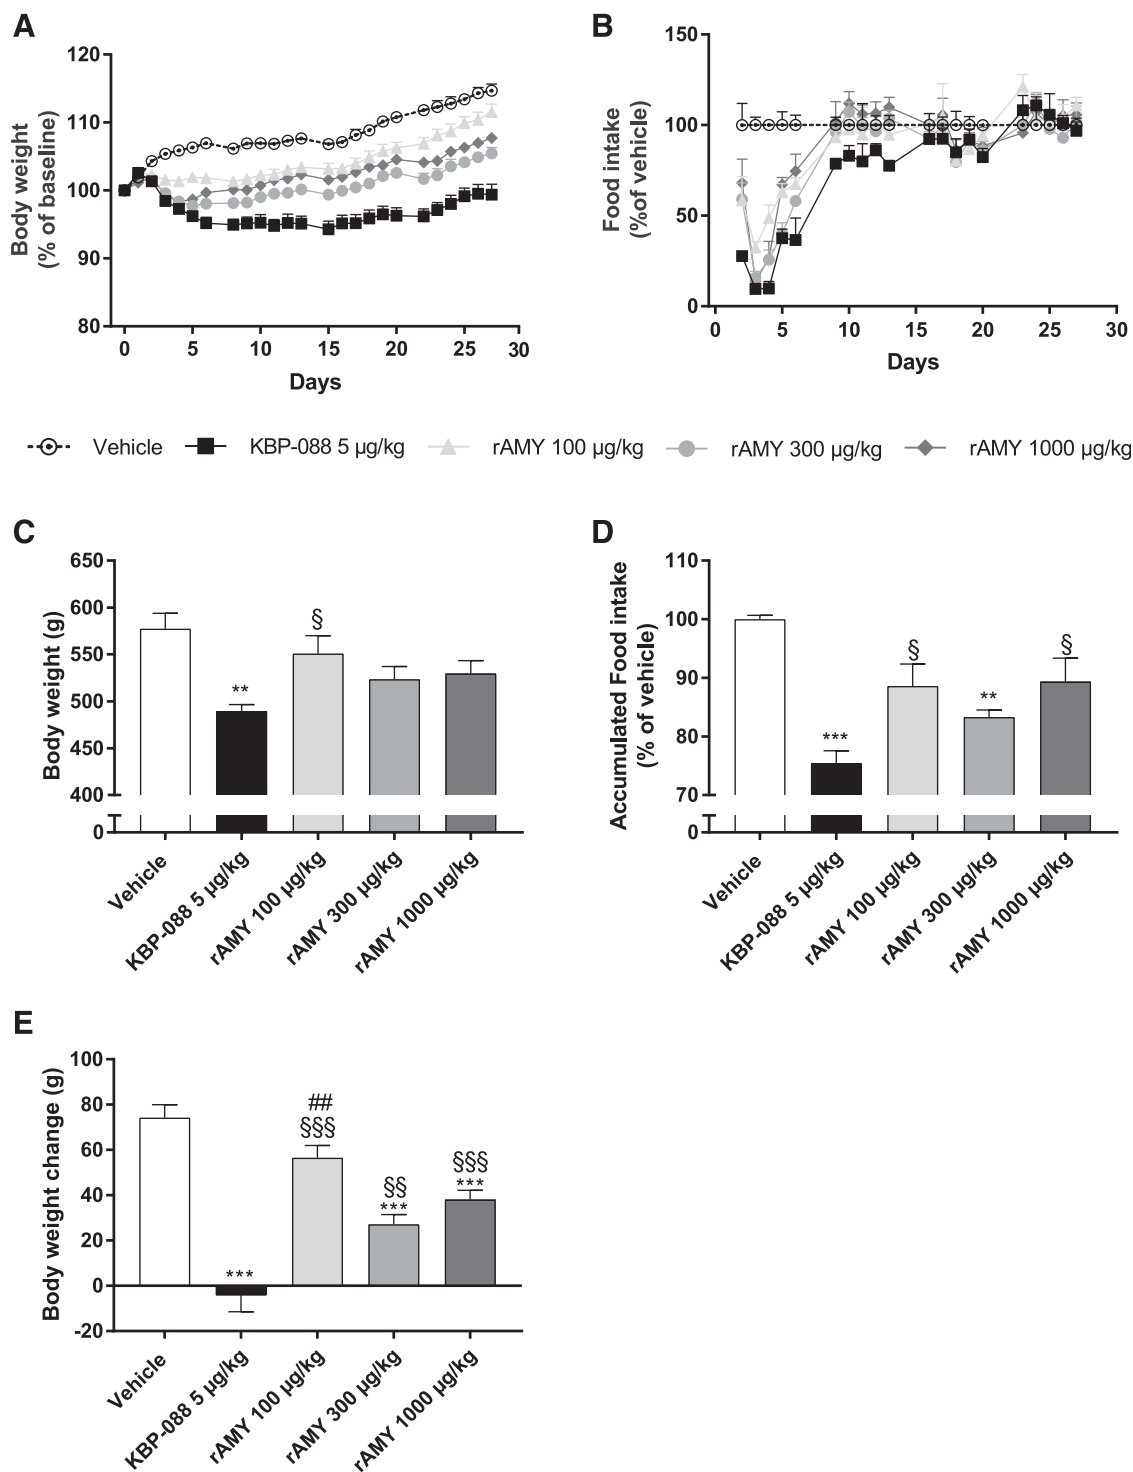 A
B
120
110
100
90
80
Body weight
(% of baseline)
0
5
10
15
20
25
30
Days
150
100
50
0
Food intake
(%of vehicle)
0
5
10
15
20
25
30
Days
Vehicle
KBP-088 5 µg/kg
rAMY 100 µg/kg
rAMY 300 µg/kg
rAMY 1000 µg/kg
C
D
650
600
550
500
450
400
0
Body weight (g)
**
§
Vehicle
KBP-088 5 µg/kg
rAMY 100 µg/kg
rAMY 300 µg/kg
rAMY 1000 µg/kg
110
100
90
80
70
0
Accumulated Food intake
(% of vehicle)
***
§
**
§
Vehicle
KBP-088 5 µg/kg
rAMY 100 µg/kg
rAMY 300 µg/kg
rAMY 1000 µg/kg
E
100
80
60
40
20
0
-20
Body weight change (g)
***
##
§§§
§§
***
§§§
***
Vehicle
KBP-088 5 µg/kg
rAMY 100 µg/kg
rAMY 300 µg/kg
rAMY 1000 µg/kg